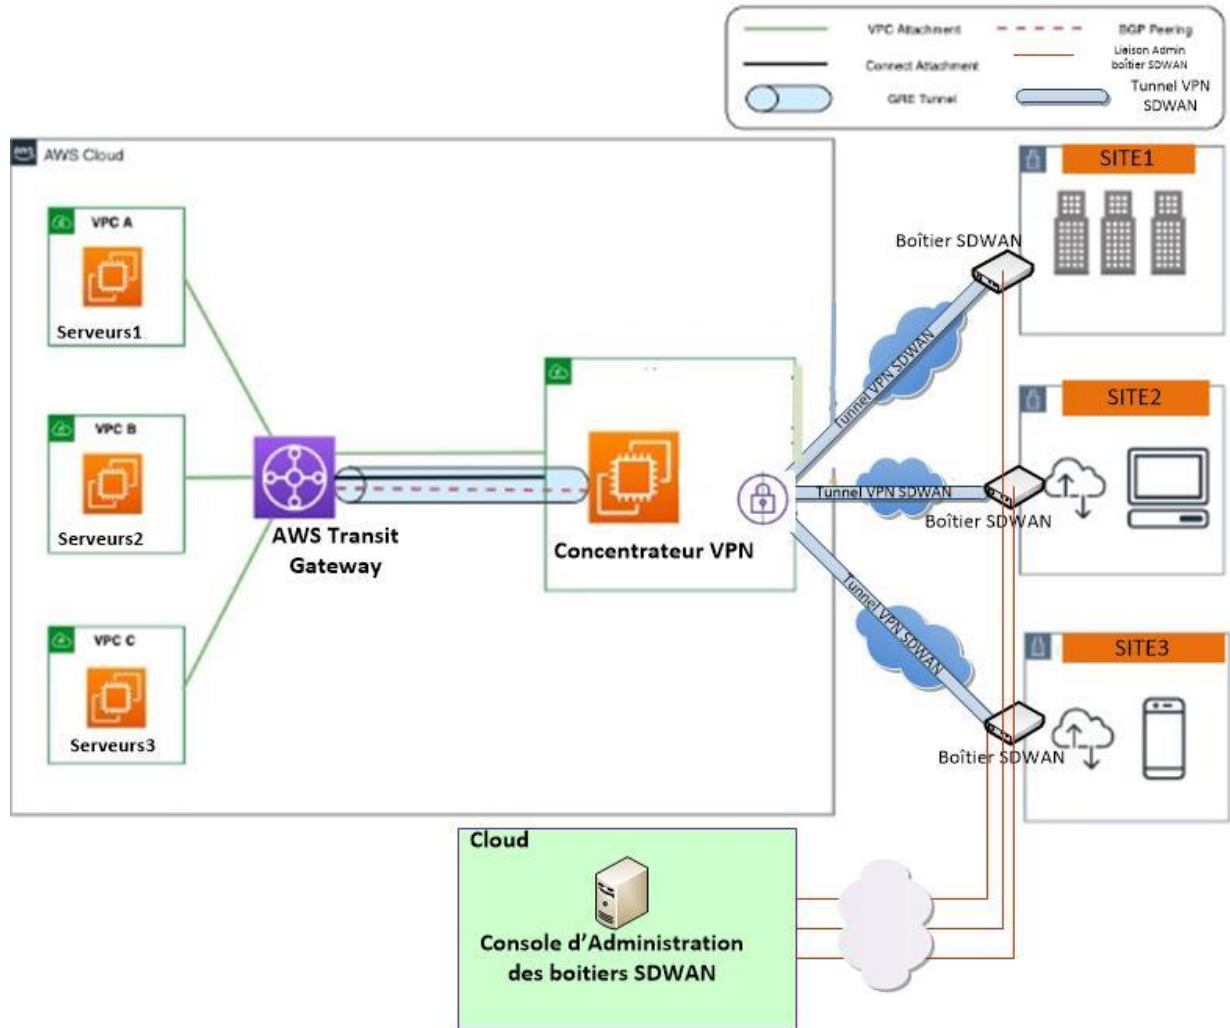 VPC Attachment
BGP Peering
Connect Attachment
Liaison Admin
boîtier SDWAN
GRE Tunnel
Tunnel VPN
SDWAN
aws
AWS Cloud
SITE1
VPC A
Serveurs1
Boîtier SDWAN
Tunnel VPN SDWAN
SITE2
VPC B
Serveurs2
AWS Transit
Gateway
Concentrateur VPN
Tunnel VPN SDWAN
Boîtier SDWAN
Tunnel VPN SDWAN
SITE3
VPC C
Serveurs3
Boîtier SDWAN
Cloud
Console d'Administration
des boitiers SDWAN